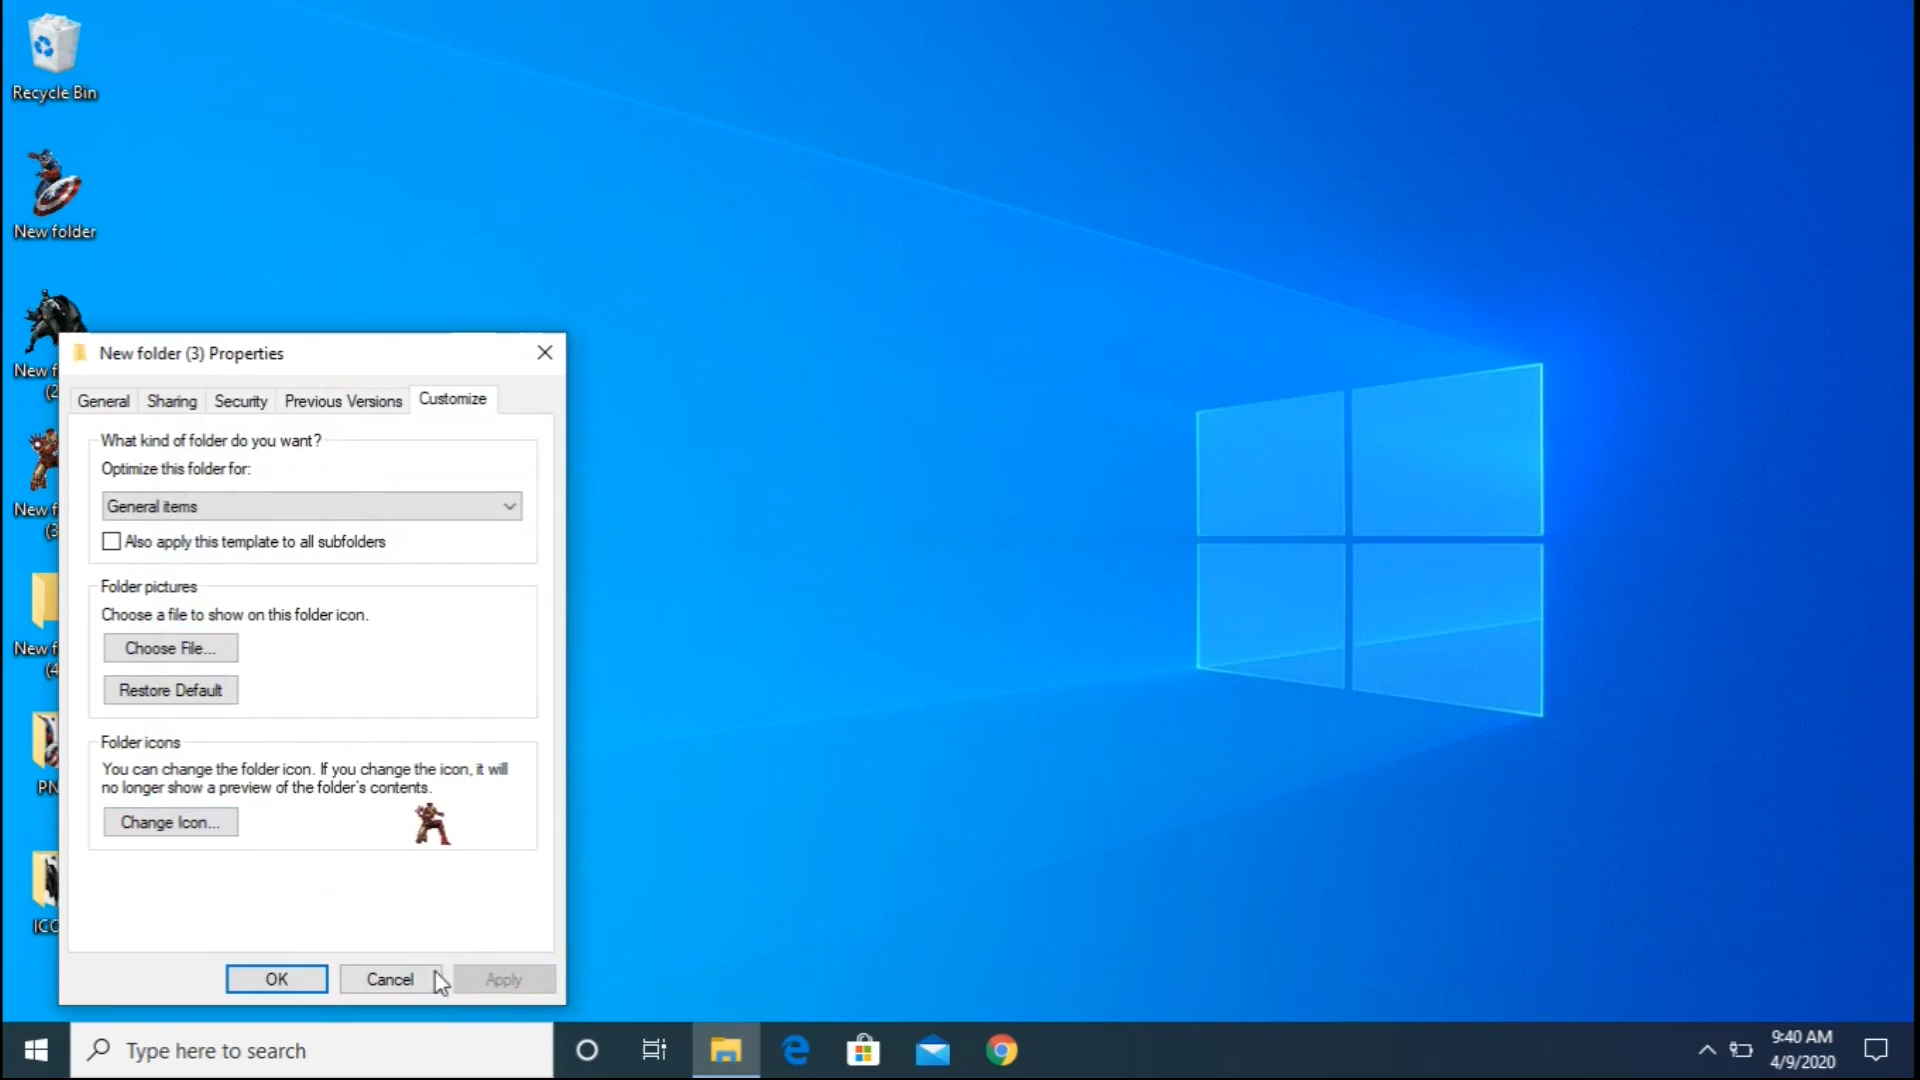 Recycle Bin
New folder
New f
(2
New f
(3
New f
(4
PN
ICO
New folder (3) Properties
General
Sharing
Security
Previous Versions
Customize
What kind of folder do you want?
Optimize this folder for:
General items
Also apply this template to all subfolders
Folder pictures
Choose a file to show on this folder icon.
Choose File...
Restore Default
Folder icons
You can change the folder icon. If you change the icon, it will
no longer show a preview of the folder's contents.
Change Icon...
OK
Cancel
Apply
Type here to search
9:40 AM
4/9/2020